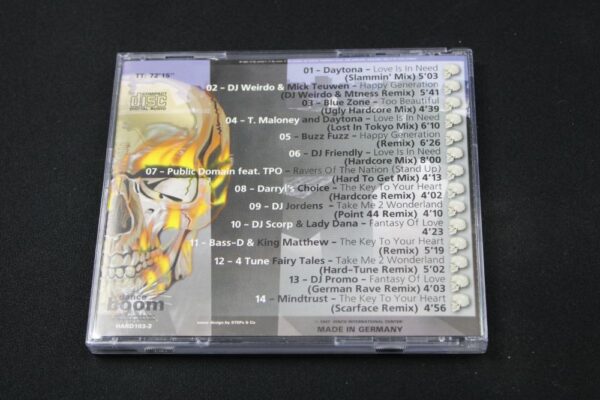 TT: 72'15"
COMPACT
disc
DIGITAL AUDIO
01 – Daytona – Love Is In Need
(Slammin' Mix) 5'03
02 – DJ Weirdo & Mick Teuwen – Happy Generation
(DJ Weirdo & Mtness Remix) 5'41
03 – Blue Zone – Too Beautiful
(Ugly Hardcore Mix) 4'39
04 – T. Maloney and Daytona – Love Is In Need
(Lost In Tokyo Mix) 6'10
05 – Buzz Fuzz – Happy Generation
(Remix) 6'26
06 – DJ Friendly – Love Is In Need
(Hardcore Mix) 8'00
07 – Public Domain feat. TPO – Ravers Of The Nation (Stand Up)
(Hard To Get Mix) 4'13
08 – Darryl's Choice – The Key To Your Heart
(Hardcore Remix) 4'02
09 – DJ Jordens – Take Me 2 Wonderland
(Point 44 Remix) 4'10
10 – DJ Scorp & Lady Dana – Fantasy Of Love
4'23
11 – Bass-D & King Matthew – The Key To Your Heart
(Remix) 5'19
12 – 4 Tune Fairy Tales – Take Me 2 Wonderland
(Hard-Tune Remix) 5'02
13 – DJ Promo – Fantasy Of Love
(German Rave Remix) 4'03
14 – Mindtrust – The Key To Your Heart
(Scarface Remix) 4'56
dance
BOOM
HARD103-2
MADE IN GERMANY